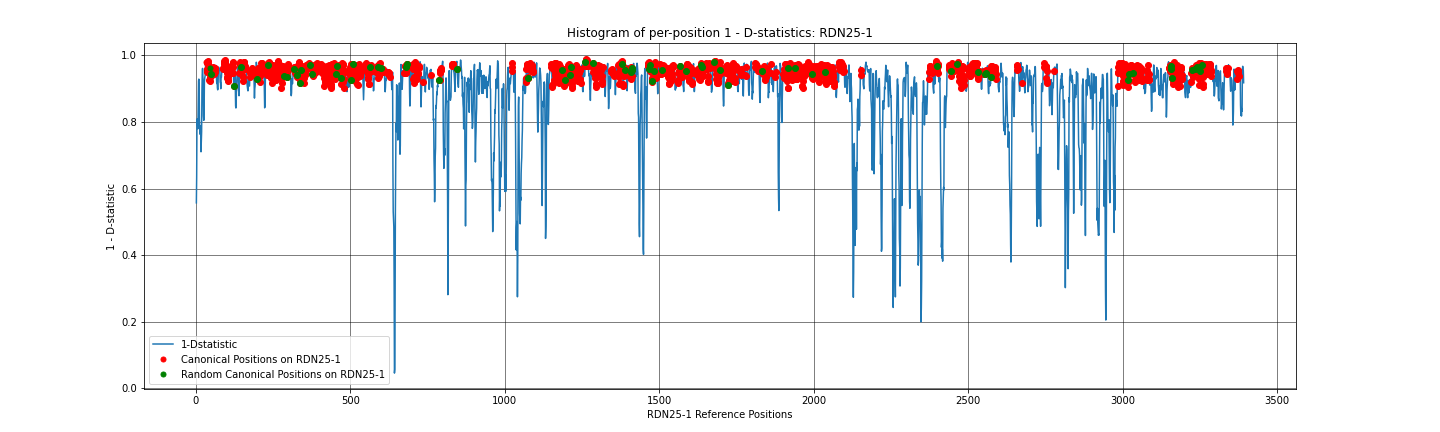 Histogram of per-position 1 - D-statistics: RDN25-1
1.0
0.8
0.6
0.4
0.2
0.0
1 - D-statistic
1-Dstatistic
Canonical Positions on RDN25-1
Random Canonical Positions on RDN25-1
0 500 1000 1500 2000 2500 3000 3500
RDN25-1 Reference Positions